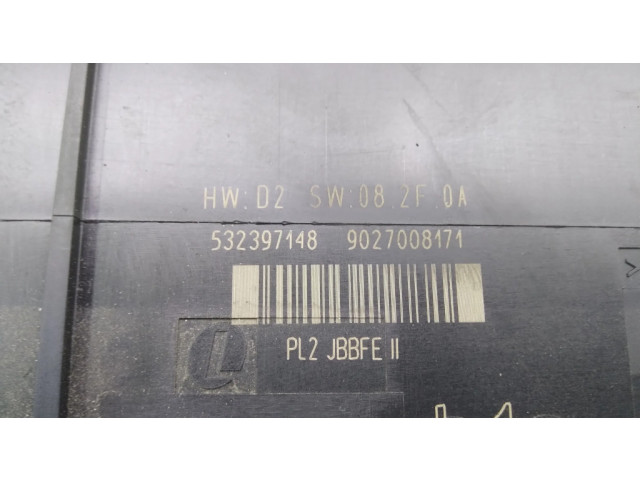 HW:D2 SW:08.2F.0A
532397148 9027008171
PL2 JBBFE II
L